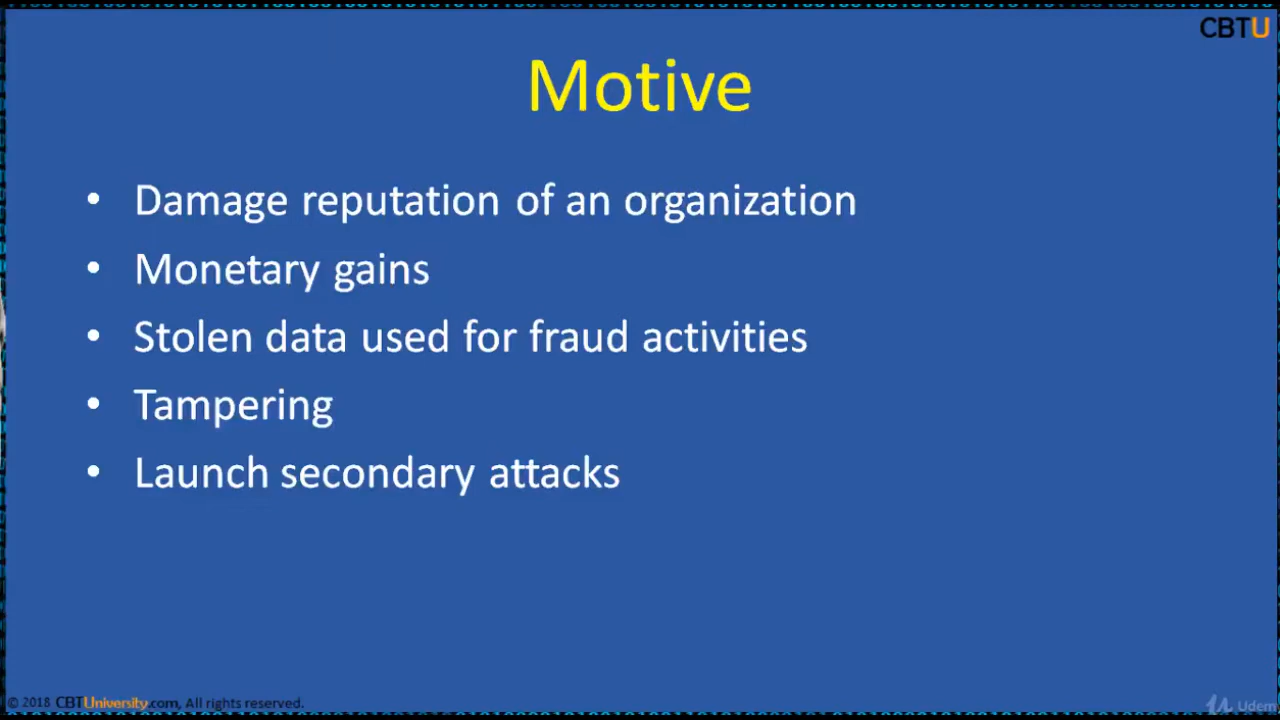 CBTU
Motive
• Damage reputation of an organization
• Monetary gains
• Stolen data used for fraud activities
• Tampering
• Launch secondary attacks
© 2018 CBTUniversity.com, All rights reserved.